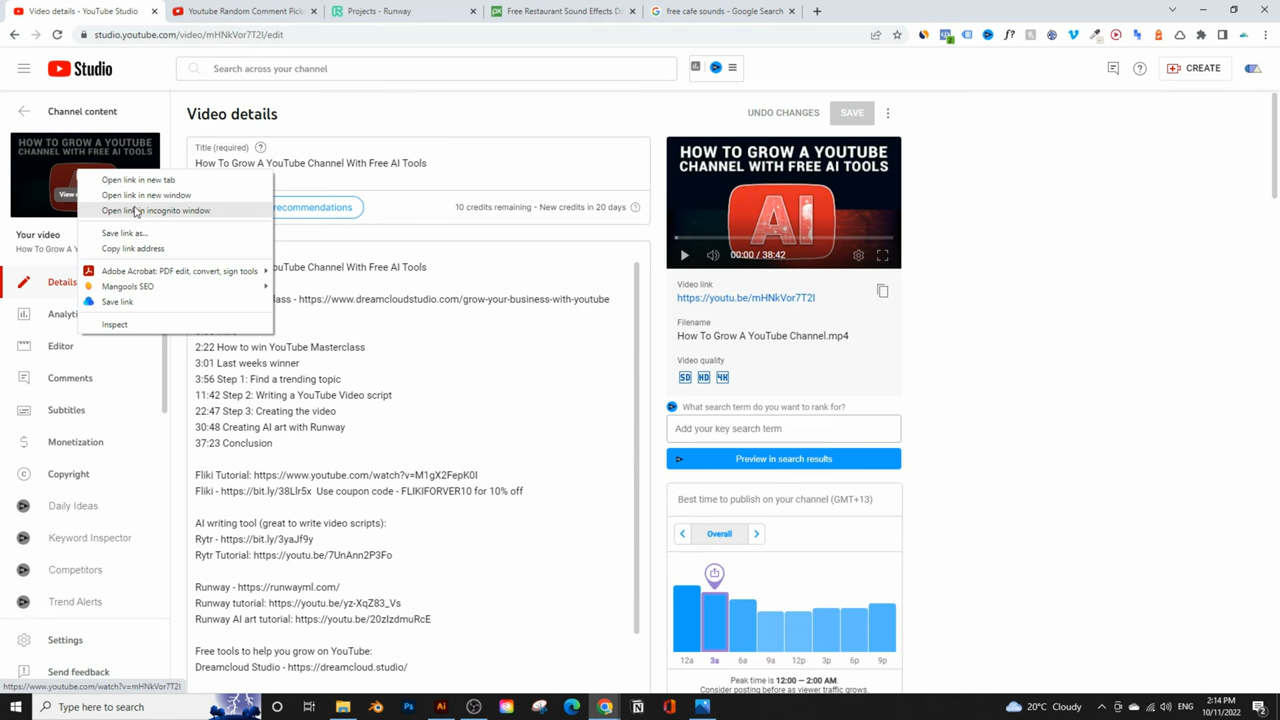 Video details - YouTube Studio
Youtube Random Comment Pick
Projects - Runway
Free Restaurant Sound Effects Do
free cafe sounds - Google Search
studio.youtube.com/video/mHNkVor7T2I/edit
Studio
Search across your channel
CREATE
Channel content
HOW TO GROW A YOUTUBE
CHANNEL WITH FREE AI TOOLS
View
Your video
How To Grow A Yo
Details
Analyti
Editor
Comments
Subtitles
Monetization
Copyright
Daily Ideas
Keyword Inspector
Competitors
Trend Alerts
Settings
Send feedback
https://www.youtube.com/watch?v=mHNkVor7T2I
Open link in new tab
Open link in new window
Open link in incognito window
Save link as...
Copy link address
Adobe Acrobat: PDF edit, convert, sign tools
Mangools SEO
Save link
Inspect
Video details
UNDO CHANGES
SAVE
Title (required)
How To Grow A YouTube Channel With Free AI Tools
recommendations
10 credits remaining - New credits in 20 days
YouTube Channel With Free AI Tools
ass - https://www.dreamcloudstudio.com/grow-your-business-with-youtube
2:22 How to win YouTube Masterclass
3:01 Last weeks winner
3:56 Step 1: Find a trending topic
11:42 Step 2: Writing a YouTube Video script
22:47 Step 3: Creating the video
30:48 Creating AI art with Runway
37:23 Conclusion
Fliki Tutorial: https://www.youtube.com/watch?v=M1gX2FepK0I
Fliki - https://bit.ly/38Llr5x Use coupon code - FLIKIFORVER10 for 10% off
AI writing tool (great to write video scripts):
Rytr - https://bit.ly/3yaJf9y
Rytr Tutorial: https://youtu.be/7UnAnn2P3Fo
Runway - https://runwayml.com/
Runway tutorial: https://youtu.be/yz-XqZ83_Vs
Runway AI art tutorial: https://youtu.be/20zIzdmuRcE
Free tools to help you grow on YouTube:
Dreamcloud Studio - https://dreamcloud.studio/
HOW TO GROW A YOUTUBE
CHANNEL WITH FREE AI TOOLS
AI
00:00 / 38:42
Video link
https://youtu.be/mHNkVor7T2I
Filename
How To Grow A YouTube Channel.mp4
Video quality
SD HD 4K
What search term do you want to rank for?
Add your key search term
Preview in search results
Best time to publish on your channel (GMT+13)
Overall
12a 3a 6a 9a 12p 3p 6p 9p
Peak time is 12:00 – 2:00 AM.
Consider posting before as viewer traffic grows.
Type here to search
20°C Cloudy
ENG
2:14 PM
10/11/2022